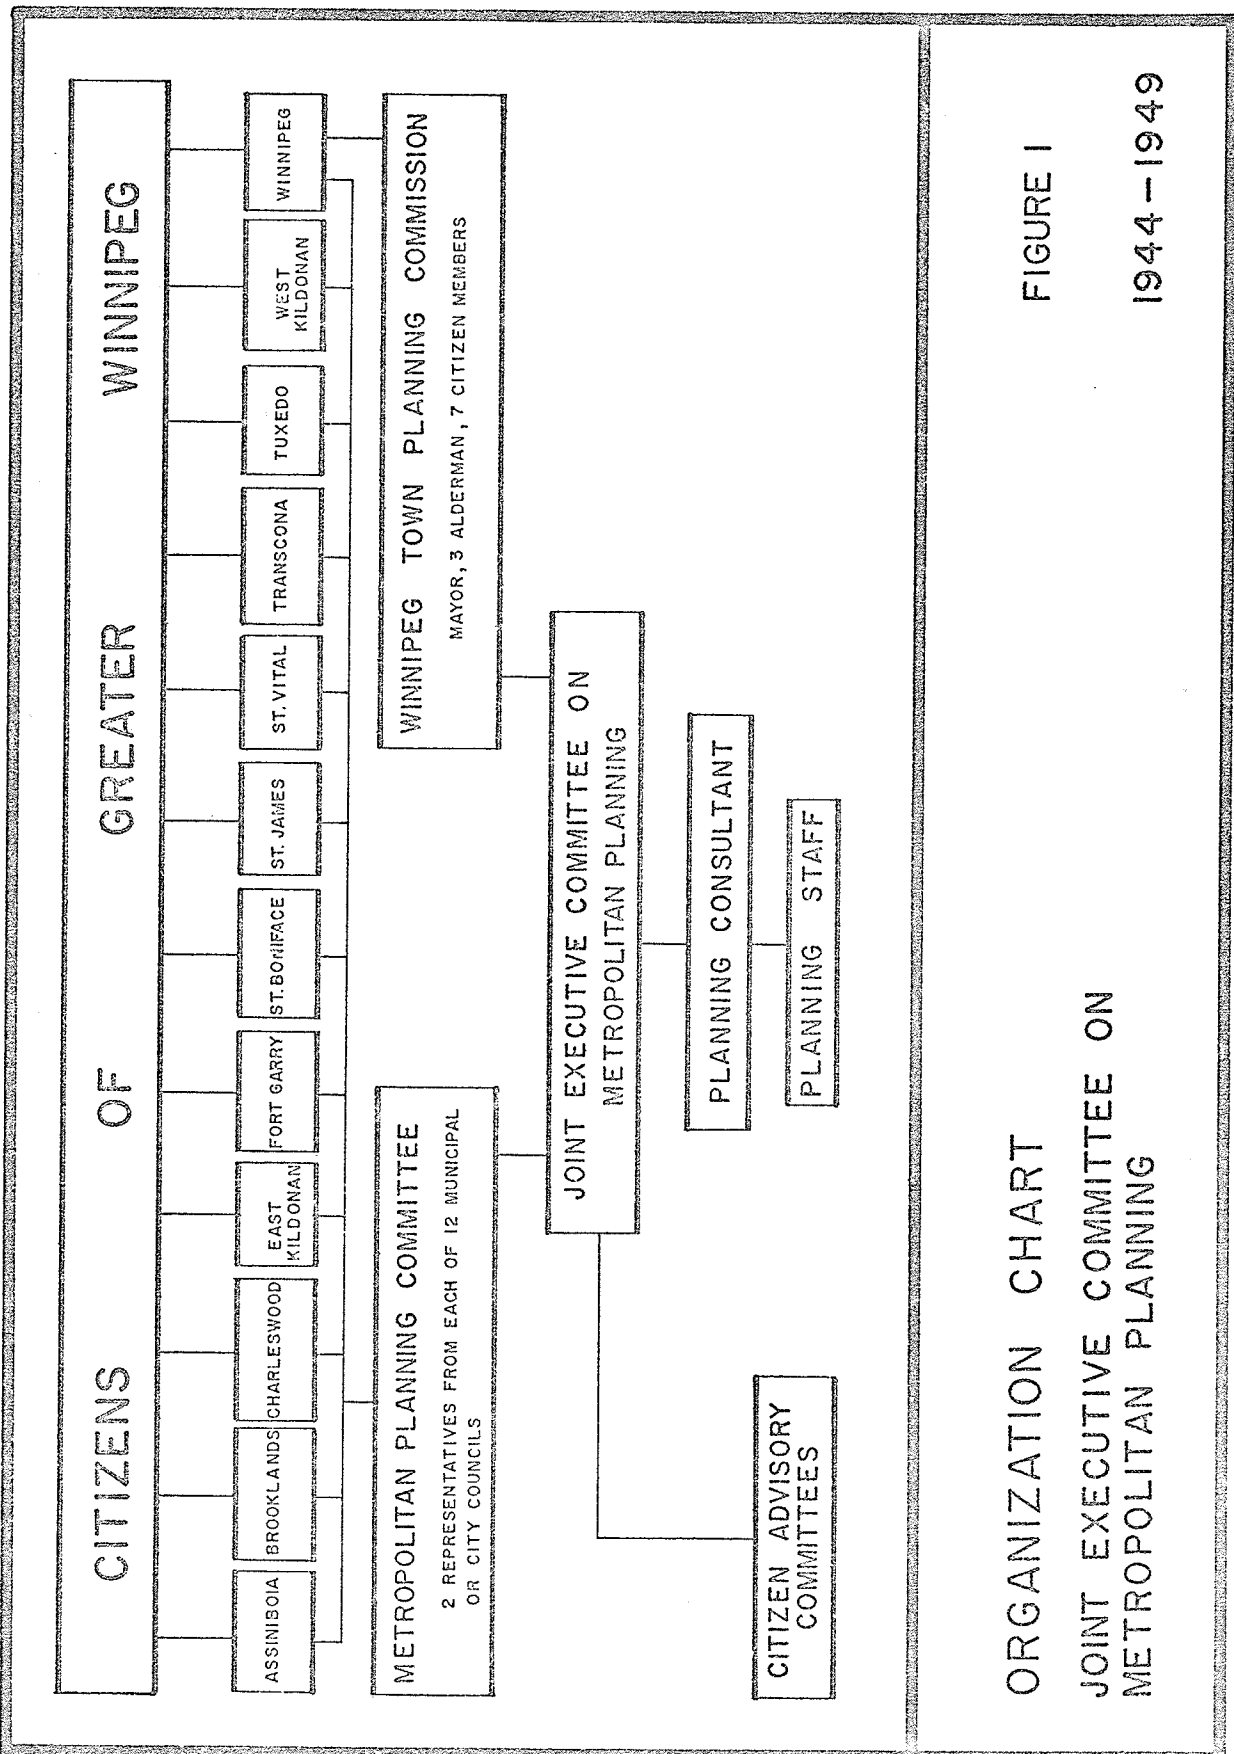 CITIZENS OF GREATER WINNIPEG
ASSINIBOIA
BROOKLANDS
CHARLESWOOD
EAST
KILDONAN
FORT GARRY
ST. BONIFACE
ST. JAMES
ST. VITAL
TRANSCONA
TUXEDO
WEST
KILDONAN
WINNIPEG
METROPOLITAN PLANNING COMMITTEE
2 REPRESENTATIVES FROM EACH OF 12 MUNICIPAL
OR CITY COUNCILS
WINNIPEG TOWN PLANNING COMMISSION
MAYOR, 3 ALDERMAN, 7 CITIZEN MEMBERS
JOINT EXECUTIVE COMMITTEE ON
METROPOLITAN PLANNING
PLANNING CONSULTANT
PLANNING STAFF
CITIZEN ADVISORY
COMMITTEES
ORGANIZATION CHART
JOINT EXECUTIVE COMMITTEE ON
METROPOLITAN PLANNING
FIGURE I
1944-1949